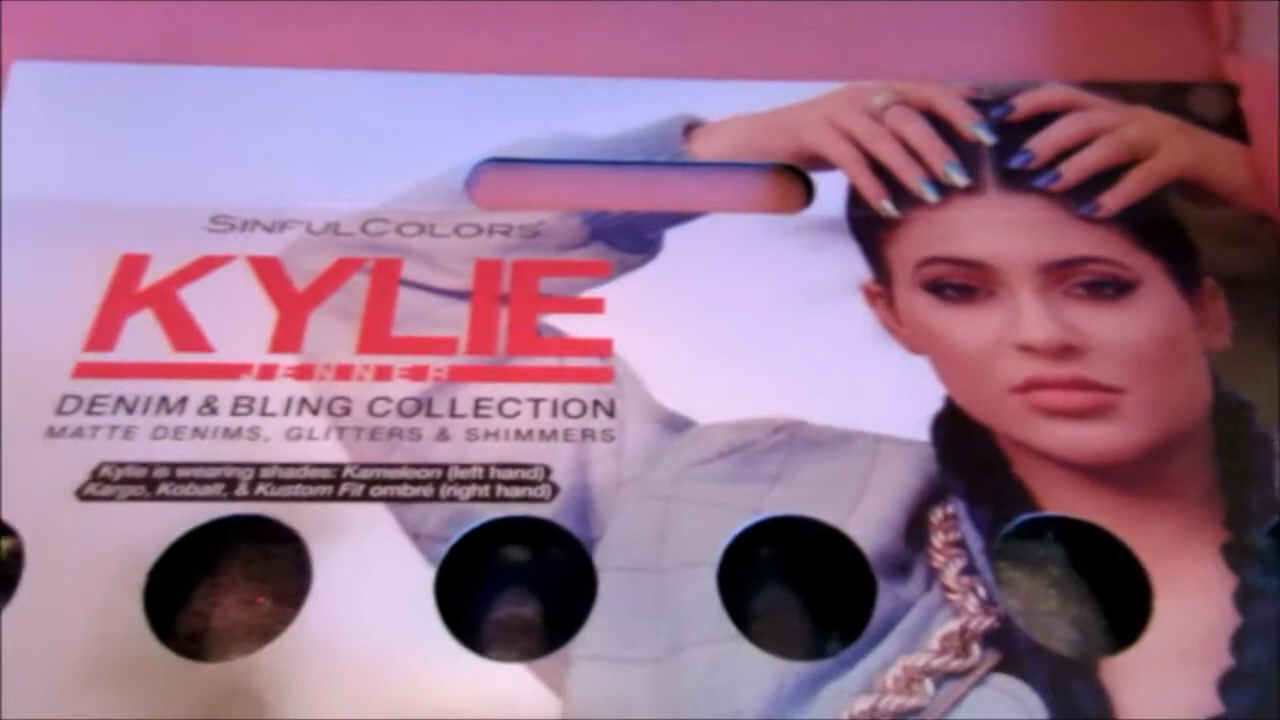 SINFULCOLORS
KYLIE
JENNER
DENIM & BLING COLLECTION
MATTE DENIMS, GLITTERS & SHIMMERS
Kylie is wearing shades: Kameleon (left hand)
Kargo, Kobalt, & Kustom Fit ombré (right hand)